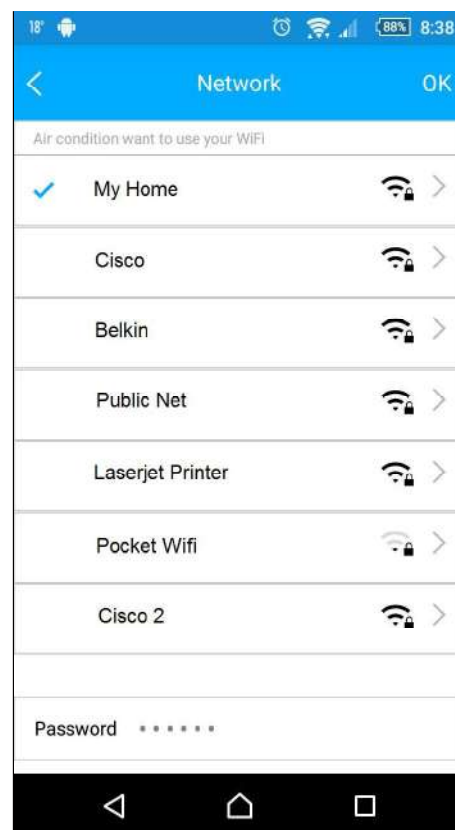 18° 88% 8:38
Network OK
Air condition want to use your WiFi
My Home
Cisco
Belkin
Public Net
Laserjet Printer
Pocket Wifi
Cisco 2
Password ······